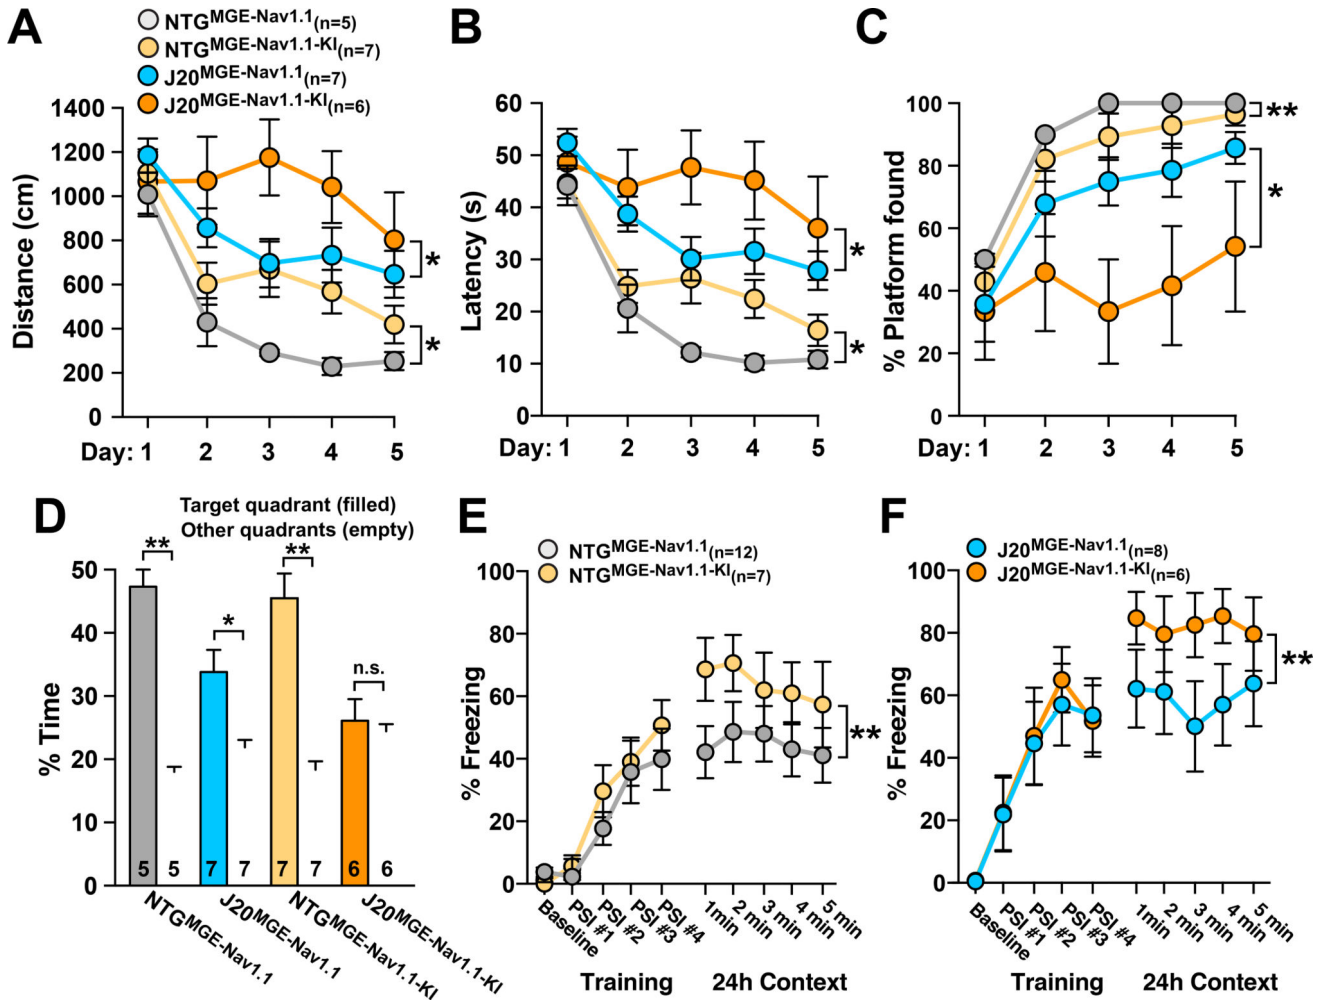 A
NTG^MGE-Nav1.1 (n=5)
NTG^MGE-Nav1.1-KI (n=7)
J20^MGE-Nav1.1 (n=7)
J20^MGE-Nav1.1-KI (n=6)
Distance (cm)
1400
1200
1000
800
600
400
200
0
*
*
Day: 1 2 3 4 5
B
Latency (s)
60
50
40
30
20
10
0
*
*
Day: 1 2 3 4 5
C
% Platform found
100
80
60
40
20
0
**
*
Day: 1 2 3 4 5
D
Target quadrant (filled)
Other quadrants (empty)
% Time
50
40
30
20
10
0
** * ** n.s.
5 5 7 7 7 7 6 6
NTG^MGE-Nav1.1
J20^MGE-Nav1.1
NTG^MGE-Nav1.1-KI
J20^MGE-Nav1.1-KI
E
NTG^MGE-Nav1.1 (n=12)
NTG^MGE-Nav1.1-KI (n=7)
% Freezing
100
80
60
40
20
0
**
Baseline
PSI #1
PSI #2
PSI #3
PSI #4
1min
2 min
3 min
4 min
5 min
Training 24h Context
F
J20^MGE-Nav1.1 (n=8)
J20^MGE-Nav1.1-KI (n=6)
% Freezing
100
80
60
40
20
0
**
Baseline
PSI #1
PSI #2
PSI #3
PSI #4
1min
2 min
3 min
4 min
5 min
Training 24h Context